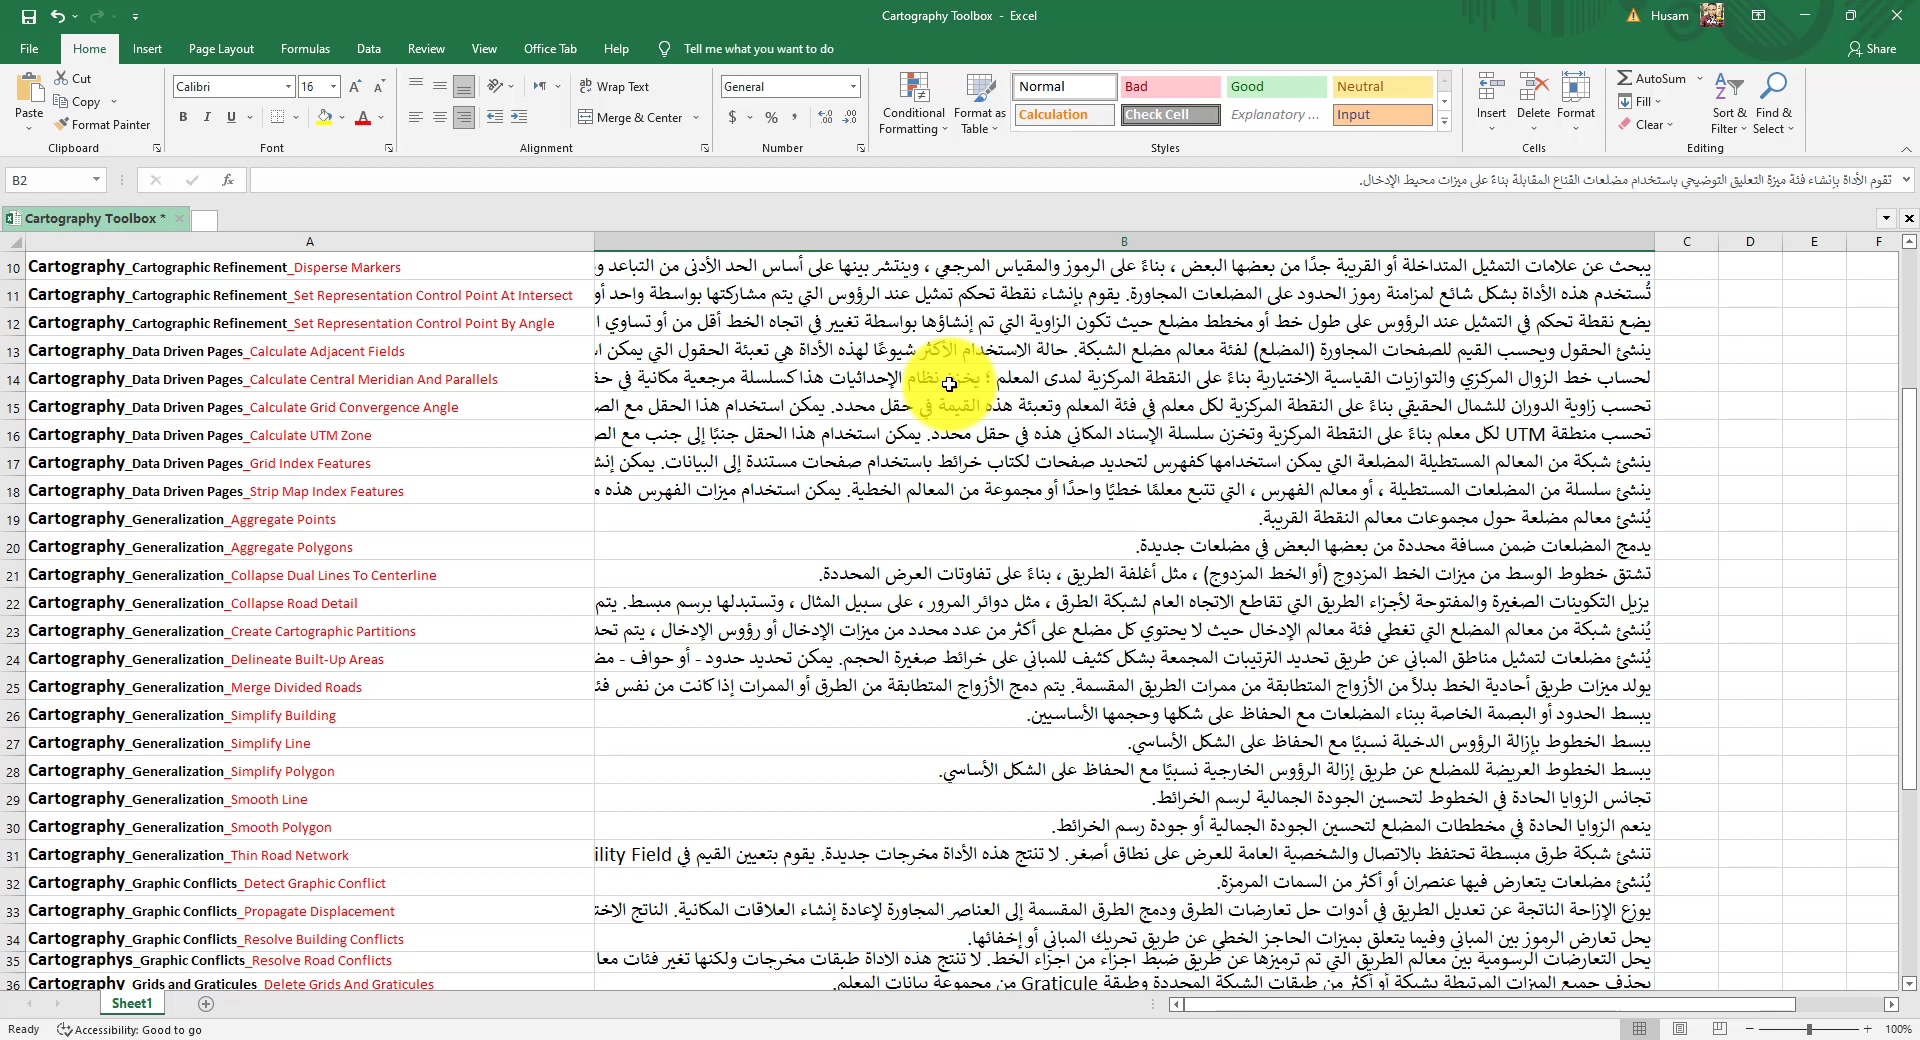 Cartography Toolbox - Excel
Husam
File Home Insert Page Layout Formulas Data Review View Office Tab Help Tell me what you want to do Share
Cut
Copy
Format Painter
Paste
Clipboard
Calibri 16
B I U
Font
Wrap Text
Merge & Center
Alignment
General
$ % ,
Number
Conditional Formatting
Format as Table
Normal Bad Good Neutral
Calculation Check Cell Explanatory ... Input
Styles
Insert Delete Format
Cells
AutoSum
Fill
Clear
Sort & Filter
Find & Select
Editing
B2
fx
تقوم الأداة بإنشاء فئة ميزة التعليق التوضيحي باستخدام مضلعات القناع المقابلة بناءً على ميزات محيط الإدخال.
Cartography Toolbox *
A B C D E F
10 Cartography_Cartographic Refinement_Disperse Markers
يبحث عن علامات التمثيل المتداخلة أو القريبة جدًا من بعضها البعض ، بناءً على الرموز والمقياس المرجعي ، وينتشر بينها على أساس الحد الأدنى من التباعد و
11 Cartography_Cartographic Refinement_Set Representation Control Point At Intersect
تُستخدم هذه الأداة بشكل شائع لمزامنة رموز الحدود على المضلعات المجاورة. يقوم بإنشاء نقطة تحكم تمثيل عند الرؤوس التي يتم مشاركتها بواسطة واحد أو
12 Cartography_Cartographic Refinement_Set Representation Control Point By Angle
يضع نقطة تحكم في التمثيل عند الرؤوس على طول خط أو مخطط مضلع حيث تكون الزاوية التي تم إنشاؤها بواسطة تغيير في اتجاه الخط أقل من أو تساوي ا
13 Cartography_Data Driven Pages_Calculate Adjacent Fields
ينشئ الحقول ويحسب القيم للصفحات المجاورة (المضلع) لفئة معالم مضلع الشبكة. حالة الاستخدام الأكثر شيوعًا لهذه الأداة هي تعبئة الحقول التي يمكن اس
14 Cartography_Data Driven Pages_Calculate Central Meridian And Parallels
لحساب خط الزوال المركزي والتوازيات القياسية الاختيارية بناءً على النقطة المركزية لمدى المعلم ؛ يخزن نظام الإحداثيات هذا كسلسلة مرجعية مكانية في حق
15 Cartography_Data Driven Pages_Calculate Grid Convergence Angle
تحسب زاوية الدوران للشمال الحقيقي بناءً على النقطة المركزية لكل معلم في فئة المعلم وتعبئة هذه القيمة في حقل محدد. يمكن استخدام هذا الحقل مع الص
16 Cartography_Data Driven Pages_Calculate UTM Zone
تحسب منطقة UTM لكل معلم بناءً على النقطة المركزية وتخزن سلسلة الإسناد المكاني هذه في حقل محدد. يمكن استخدام هذا الحقل جنبًا إلى جنب مع الص
17 Cartography_Data Driven Pages_Grid Index Features
ينشئ شبكة من المعالم المستطيلة المضلعة التي يمكن استخدامها كفهرس لتحديد صفحات لكتاب خرائط باستخدام صفحات مستندة إلى البيانات. يمكن إنش
18 Cartography_Data Driven Pages_Strip Map Index Features
ينشئ سلسلة من المضلعات المستطيلة ، أو معالم الفهرس ، التي تتبع معلمًا خطيًا واحدًا أو مجموعة من المعالم الخطية. يمكن استخدام ميزات الفهرس هذه م
19 Cartography_Generalization_Aggregate Points
يُنشئ معالم مضلعة حول مجموعات معالم النقطة القريبة.
20 Cartography_Generalization_Aggregate Polygons
يدمج المضلعات ضمن مسافة محددة من بعضها البعض في مضلعات جديدة.
21 Cartography_Generalization_Collapse Dual Lines To Centerline
تشتق خطوط الوسط من ميزات الخط المزدوج (أو الخط المزدوج) ، مثل أغلفة الطريق ، بناءً على تفاوتات العرض المحددة.
22 Cartography_Generalization_Collapse Road Detail
يزيل التكوينات الصغيرة والمفتوحة لأجزاء الطريق التي تقاطع الاتجاه العام لشبكة الطرق ، مثل دوائر المرور ، على سبيل المثال ، وتستبدلها برسم مبسط. يتم
23 Cartography_Generalization_Create Cartographic Partitions
يُنشئ شبكة من معالم المضلع التي تغطي فئة معالم الإدخال حيث لا يحتوي كل مضلع على أكثر من عدد محدد من ميزات الإدخال أو رؤوس الإدخال ، يتم تحد
24 Cartography_Generalization_Delineate Built-Up Areas
يُنشئ مضلعات لتمثيل مناطق المباني عن طريق تحديد الترتيبات المجمعة بشكل كثيف للمباني على خرائط صغيرة الحجم. يمكن تحديد حدود - أو حواف - مض
25 Cartography_Generalization_Merge Divided Roads
يولد ميزات طريق أحادية الخط بدلاً من الأزواج المتطابقة من ممرات الطريق المقسمة. يتم دمج الأزواج المتطابقة من الطرق أو الممرات إذا كانت من نفس فئ
26 Cartography_Generalization_Simplify Building
يبسط الحدود أو البصمة الخاصة ببناء المضلعات مع الحفاظ على شكلها وحجمها الأساسيين.
27 Cartography_Generalization_Simplify Line
يبسط الخطوط بإزالة الرؤوس الدخيلة نسبيًا مع الحفاظ على الشكل الأساسي.
28 Cartography_Generalization_Simplify Polygon
يبسط الخطوط العريضة للمضلع عن طريق إزالة الرؤوس الخارجية نسبيًا مع الحفاظ على الشكل الأساسي.
29 Cartography_Generalization_Smooth Line
تجانس الزوايا الحادة في الخطوط لتحسين الجودة الجمالية لرسم الخرائط.
30 Cartography_Generalization_Smooth Polygon
ينعم الزوايا الحادة في مخططات المضلع لتحسين الجودة الجمالية أو جودة رسم الخرائط.
31 Cartography_Generalization_Thin Road Network
تنشئ شبكة طرق مبسطة تحتفظ بالاتصال والشخصية العامة للعرض على نطاق أصغر. لا تنتج هذه الأداة مخرجات جديدة. يقوم بتعيين القيم في ility Field
32 Cartography_Graphic Conflicts_Detect Graphic Conflict
يُنشئ مضلعات يتعارض فيها عنصران أو أكثر من السمات المرمزة.
33 Cartography_Graphic Conflicts_Propagate Displacement
يوزع الإزاحة الناتجة عن تعديل الطريق في أدوات حل تعارضات الطرق ودمج الطرق المقسمة إلى العناصر المجاورة لإعادة إنشاء العلاقات المكانية. الناتج الاخت
34 Cartography_Graphic Conflicts_Resolve Building Conflicts
يحل تعارض الرموز بين المباني وفيما يتعلق بميزات الحاجز الخطي عن طريق تحريك المباني أو إخفائها.
35 Cartographys_Graphic Conflicts_Resolve Road Conflicts
يحل التعارضات الرسومية بين معالم الطريق التي تم ترميزها عن طريق ضبط اجزاء من اجزاء الخط. لا تنتج هذه الاداة طبقات مخرجات ولكنها تغير فئات معا
36 Cartography_Grids and Graticules_Delete Grids And Graticules
يحذف جميع الميزات المرتبطة بشبكة أو أكثر من طبقات الشبكة المحددة وطبقة Graticule من مجموعة بيانات المعلم.
Sheet1
Ready Accessibility: Good to go 100%